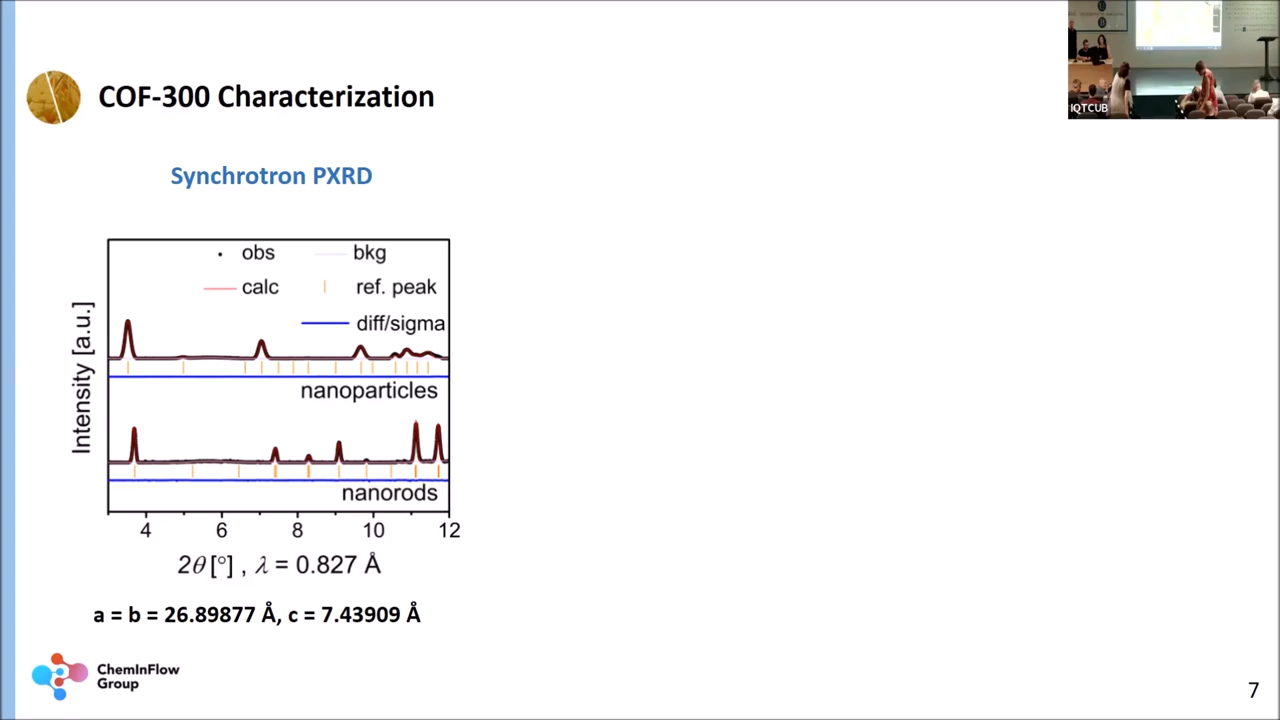 COF-300 Characterization
IQTCUB
Synchrotron PXRD
obs
bkg
calc
ref. peak
diff/sigma
Intensity [a.u.]
nanoparticles
nanorods
4 6 8 10 12
2θ [°] , λ = 0.827 Å
a = b = 26.89877 Å, c = 7.43909 Å
ChemInFlow
Group
7